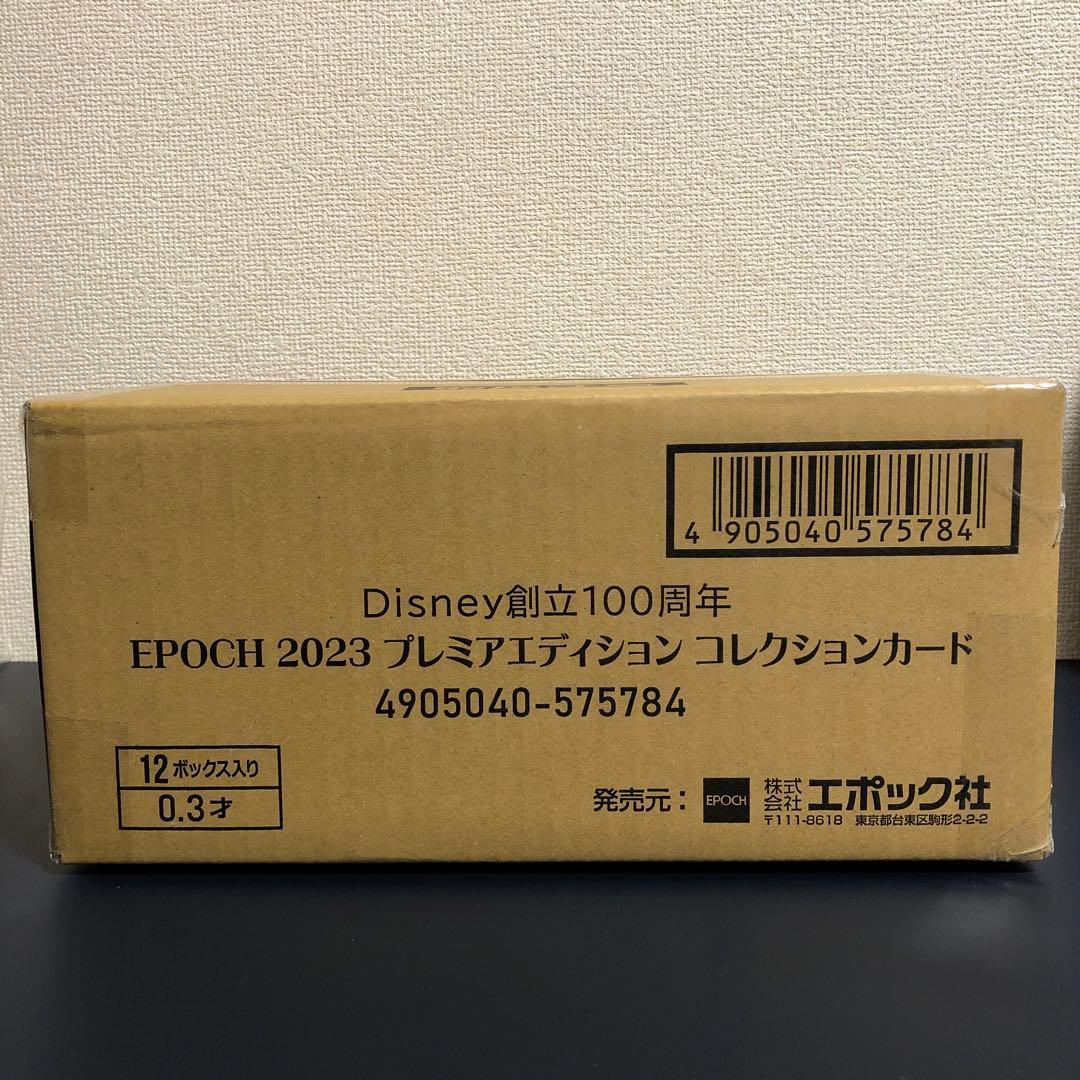 4 905040 575784
Disney創立100周年
EPOCH 2023 プレミアエディション コレクションカード
4905040-575784
12ボックス入り
0.3才
発売元: EPOCH 株式会社 エポック社
〒111-8618 東京都台東区駒形2-2-2